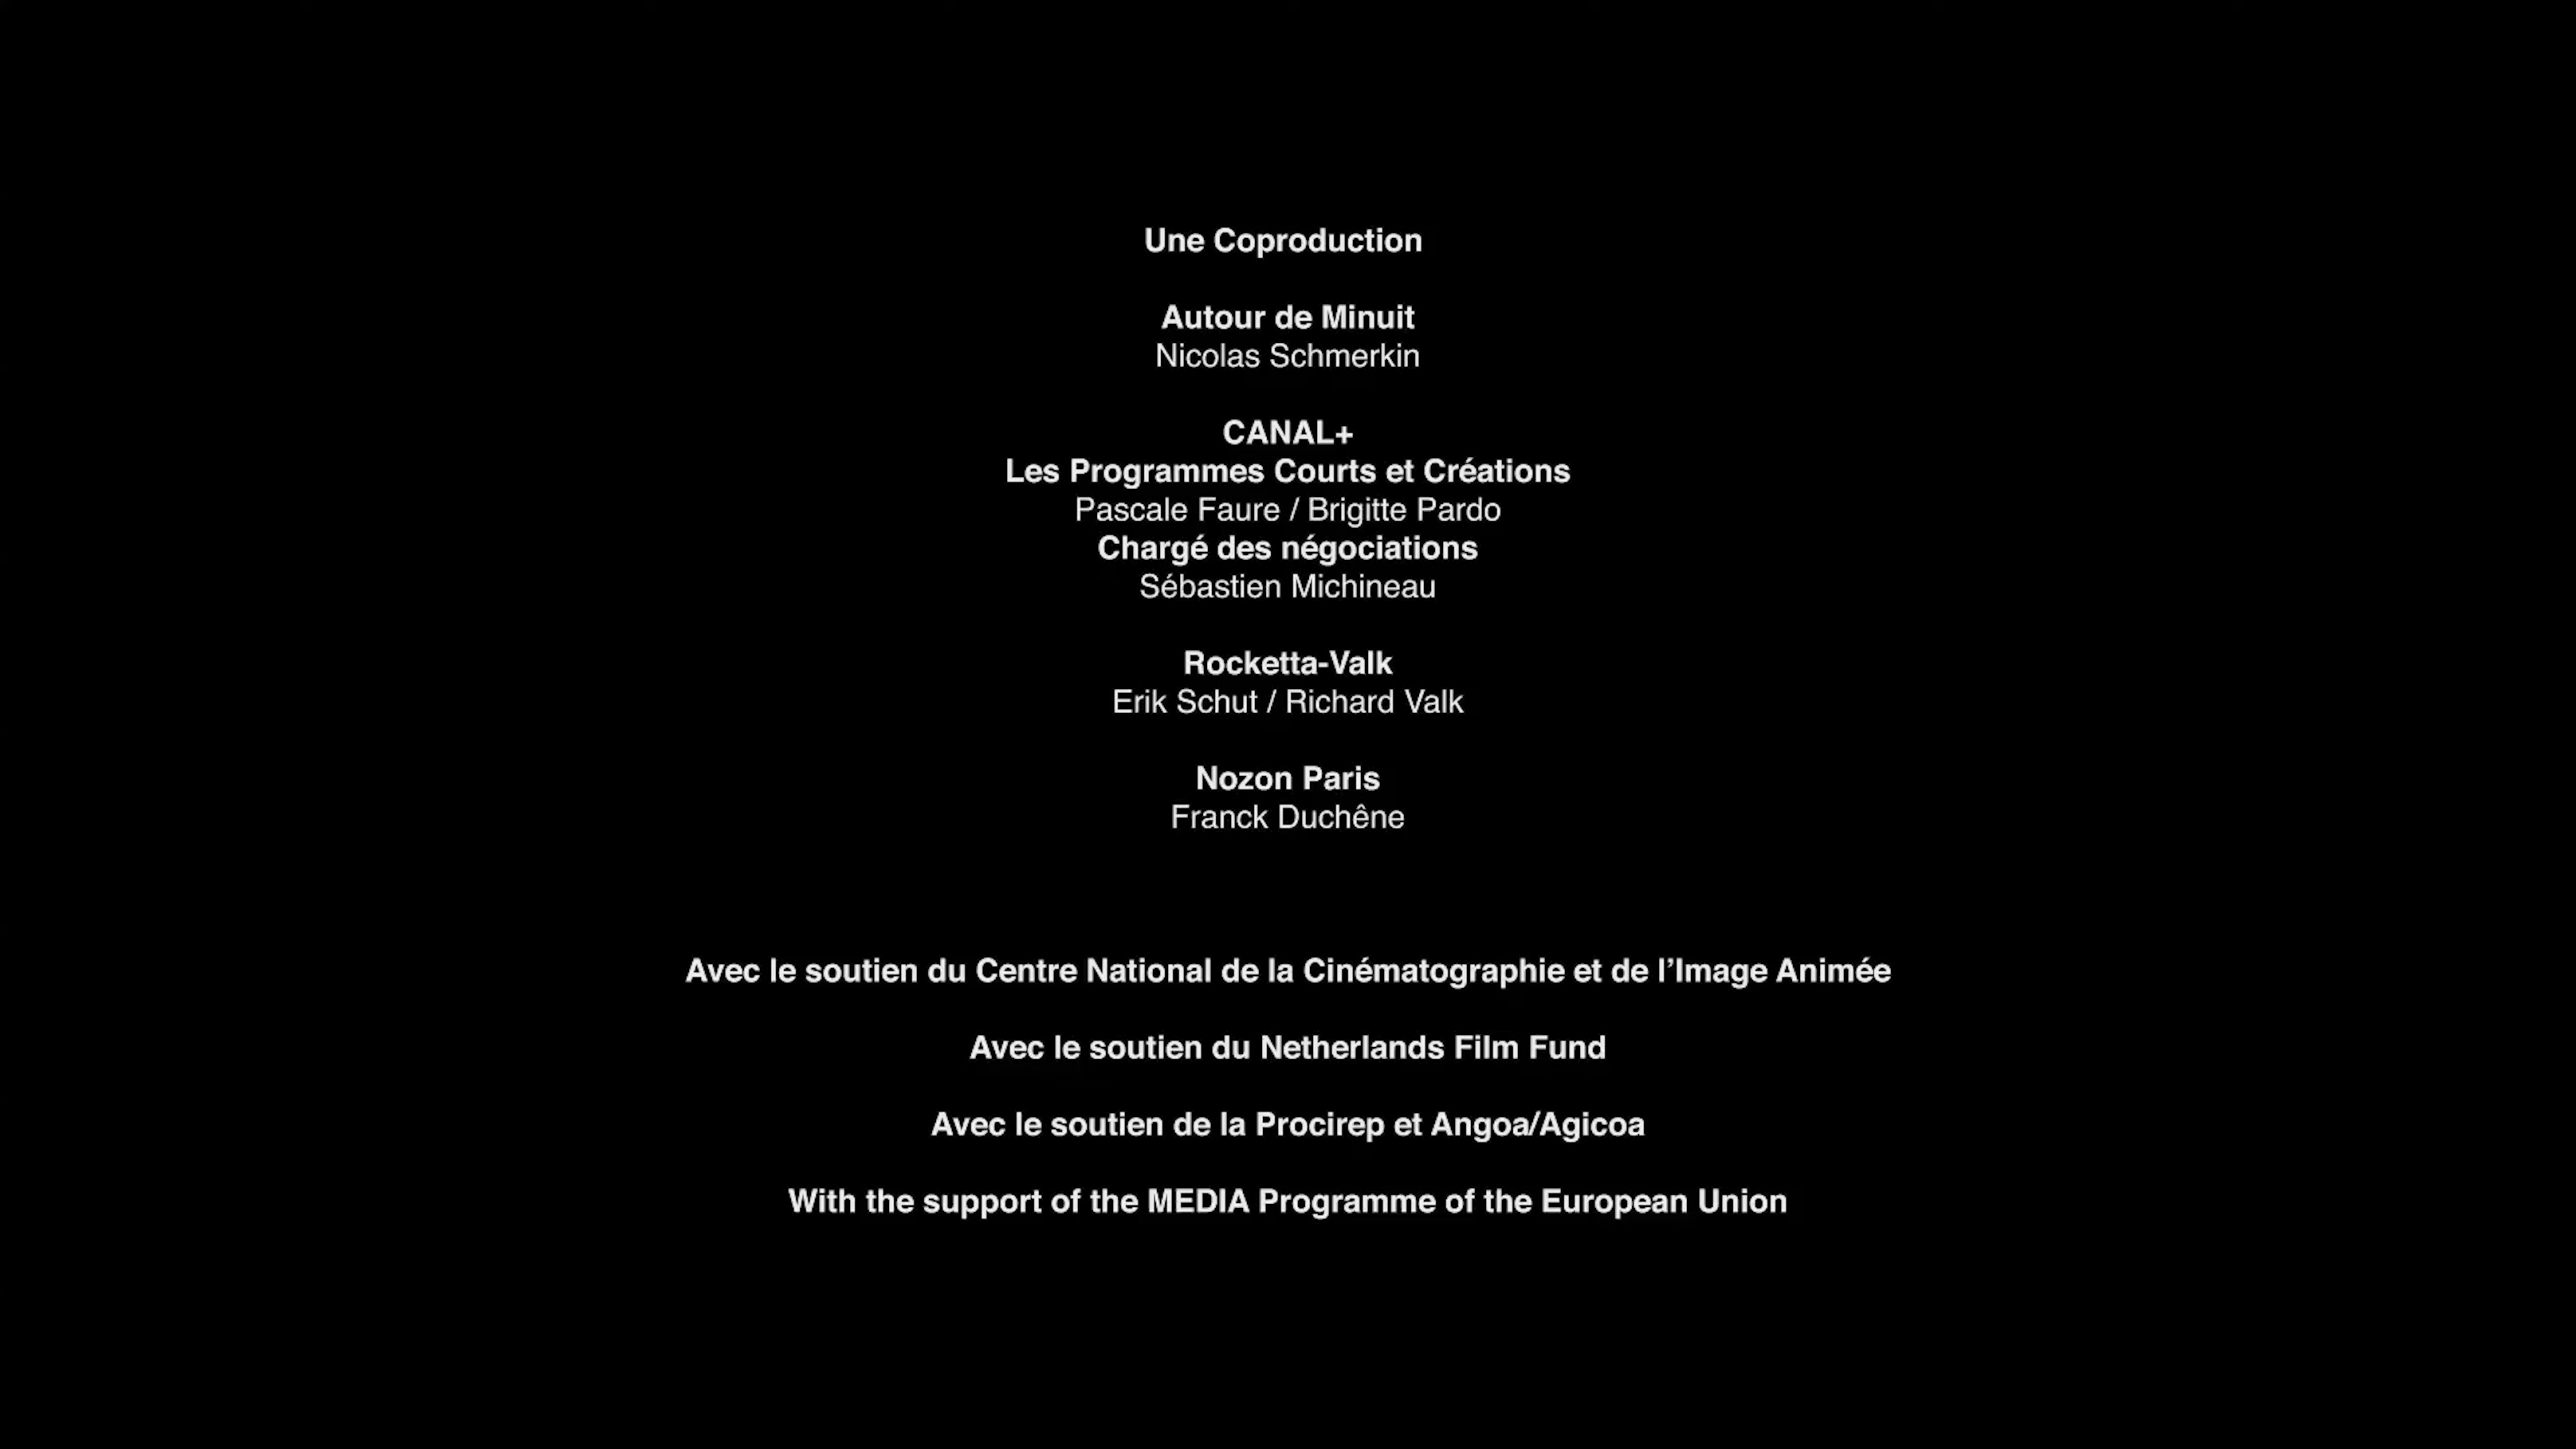 Une Coproduction
Autour de Minuit
Nicolas Schmerkin
CANAL+
Les Programmes Courts et Créations
Pascale Faure / Brigitte Pardo
Chargé des négociations
Sébastien Michineau
Rocketta-Valk
Erik Schut / Richard Valk
Nozon Paris
Franck Duchêne
Avec le soutien du Centre National de la Cinématographie et de l’Image Animée
Avec le soutien du Netherlands Film Fund
Avec le soutien de la Procirep et Angoa/Agicoa
With the support of the MEDIA Programme of the European Union